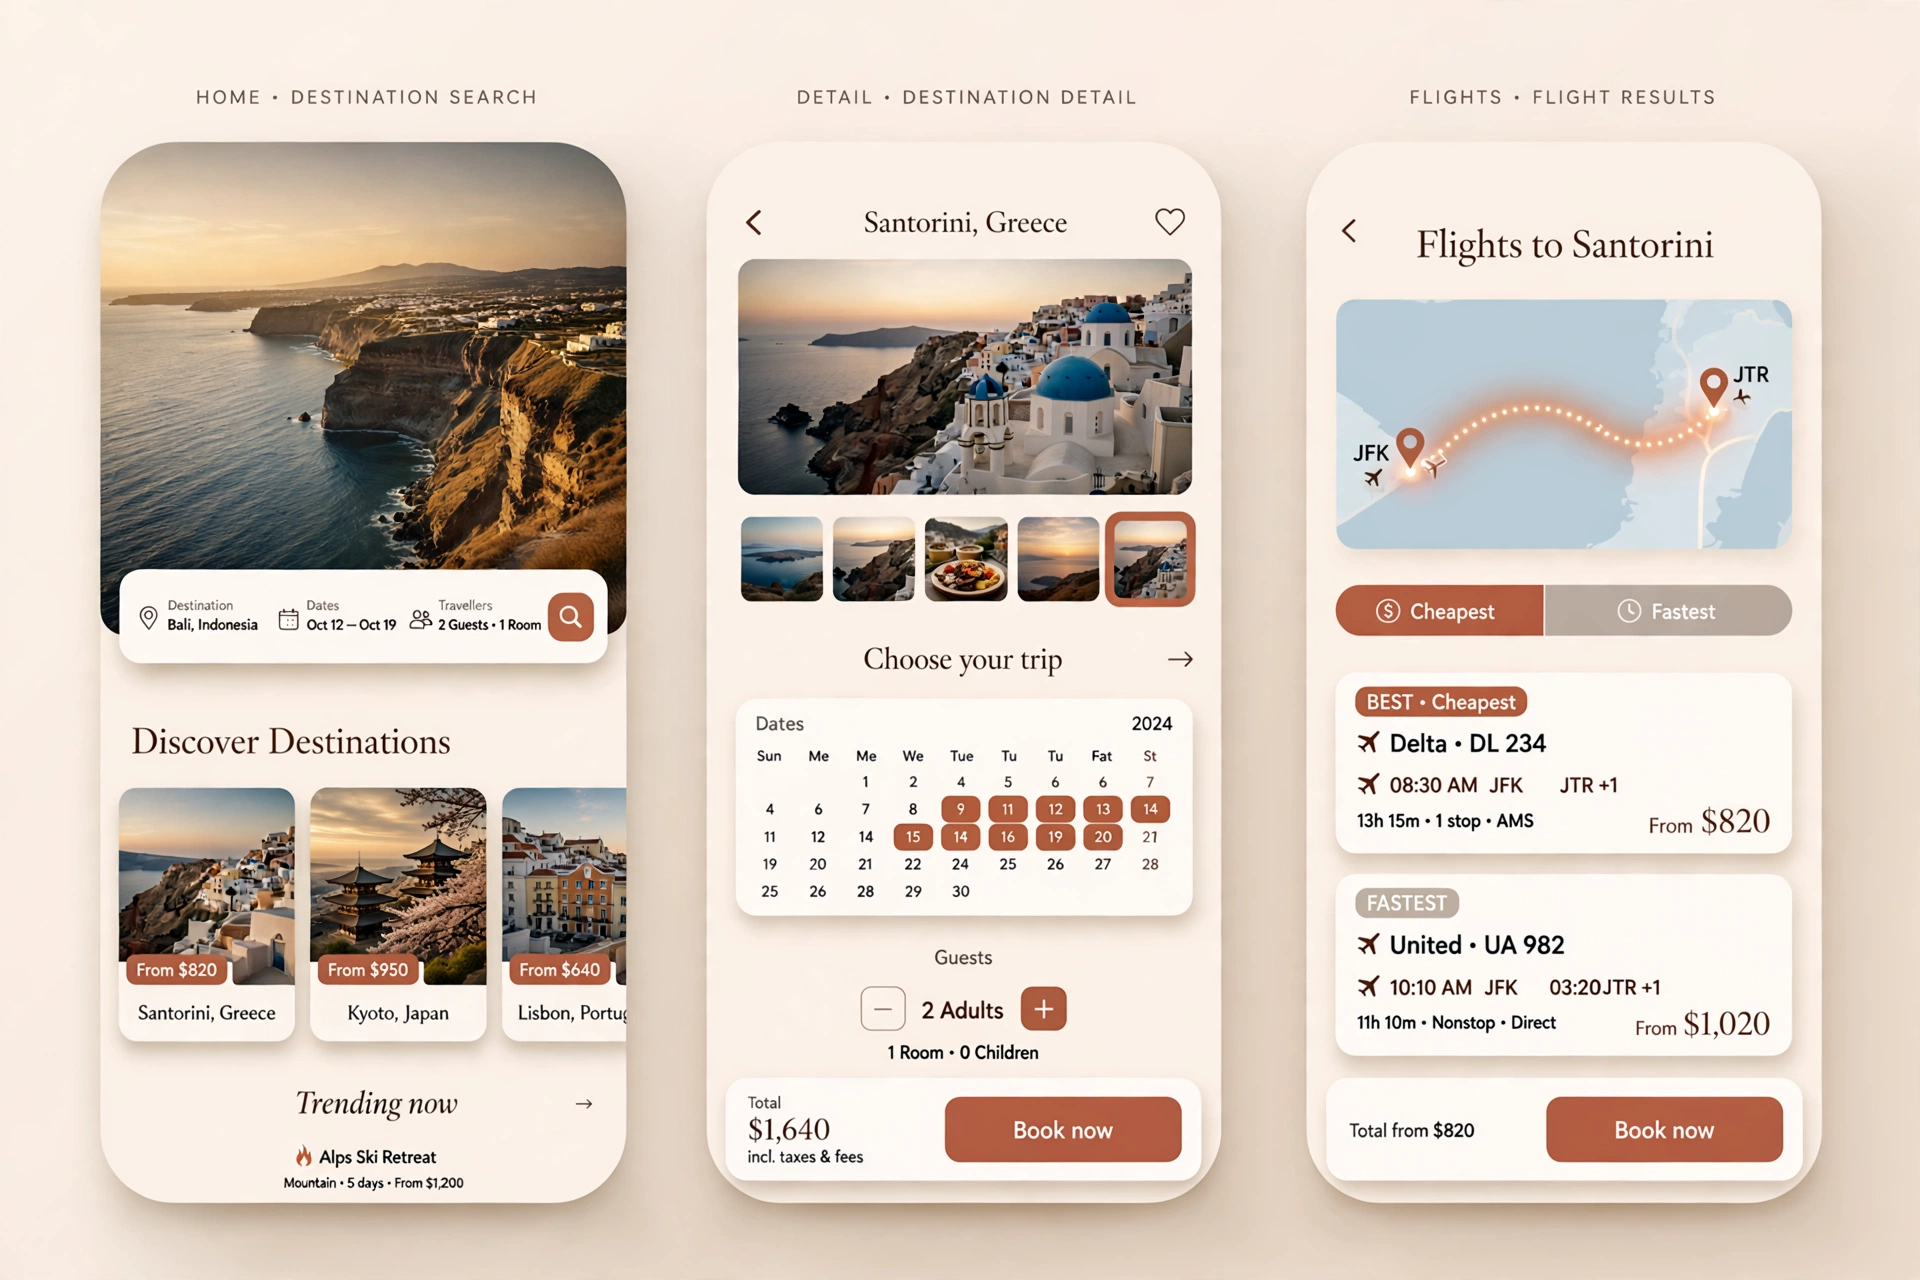 HOME • DESTINATION SEARCH
Destination
Bali, Indonesia
Dates
Oct 12 – Oct 19
Travellers
2 Guests • 1 Room
Discover Destinations
From $820
Santorini, Greece
From $950
Kyoto, Japan
From $640
Lisbon, Portug
Trending now →
Alps Ski Retreat
Mountain • 5 days • From $1,200
DETAIL • DESTINATION DETAIL
Santorini, Greece
Choose your trip →
Dates 2024
Sun Me Me We Tue Tu Tu Fat St
1 2 4 5 6 6 7
4 6 7 8 9 11 12 13 14
11 12 14 15 14 16 19 20 21
19 20 21 22 24 25 26 27 28
25 26 28 29 30
Guests
− 2 Adults +
1 Room • 0 Children
Total
$1,640
incl. taxes & fees
Book now
FLIGHTS • FLIGHT RESULTS
Flights to Santorini
JTR
JFK
$ Cheapest
Fastest
BEST • Cheapest
Delta • DL 234
08:30 AM JFK JTR +1
13h 15m • 1 stop • AMS
From $820
FASTEST
United • UA 982
10:10 AM JFK 03:20JTR +1
11h 10m • Nonstop • Direct
From $1,020
Total from $820
Book now